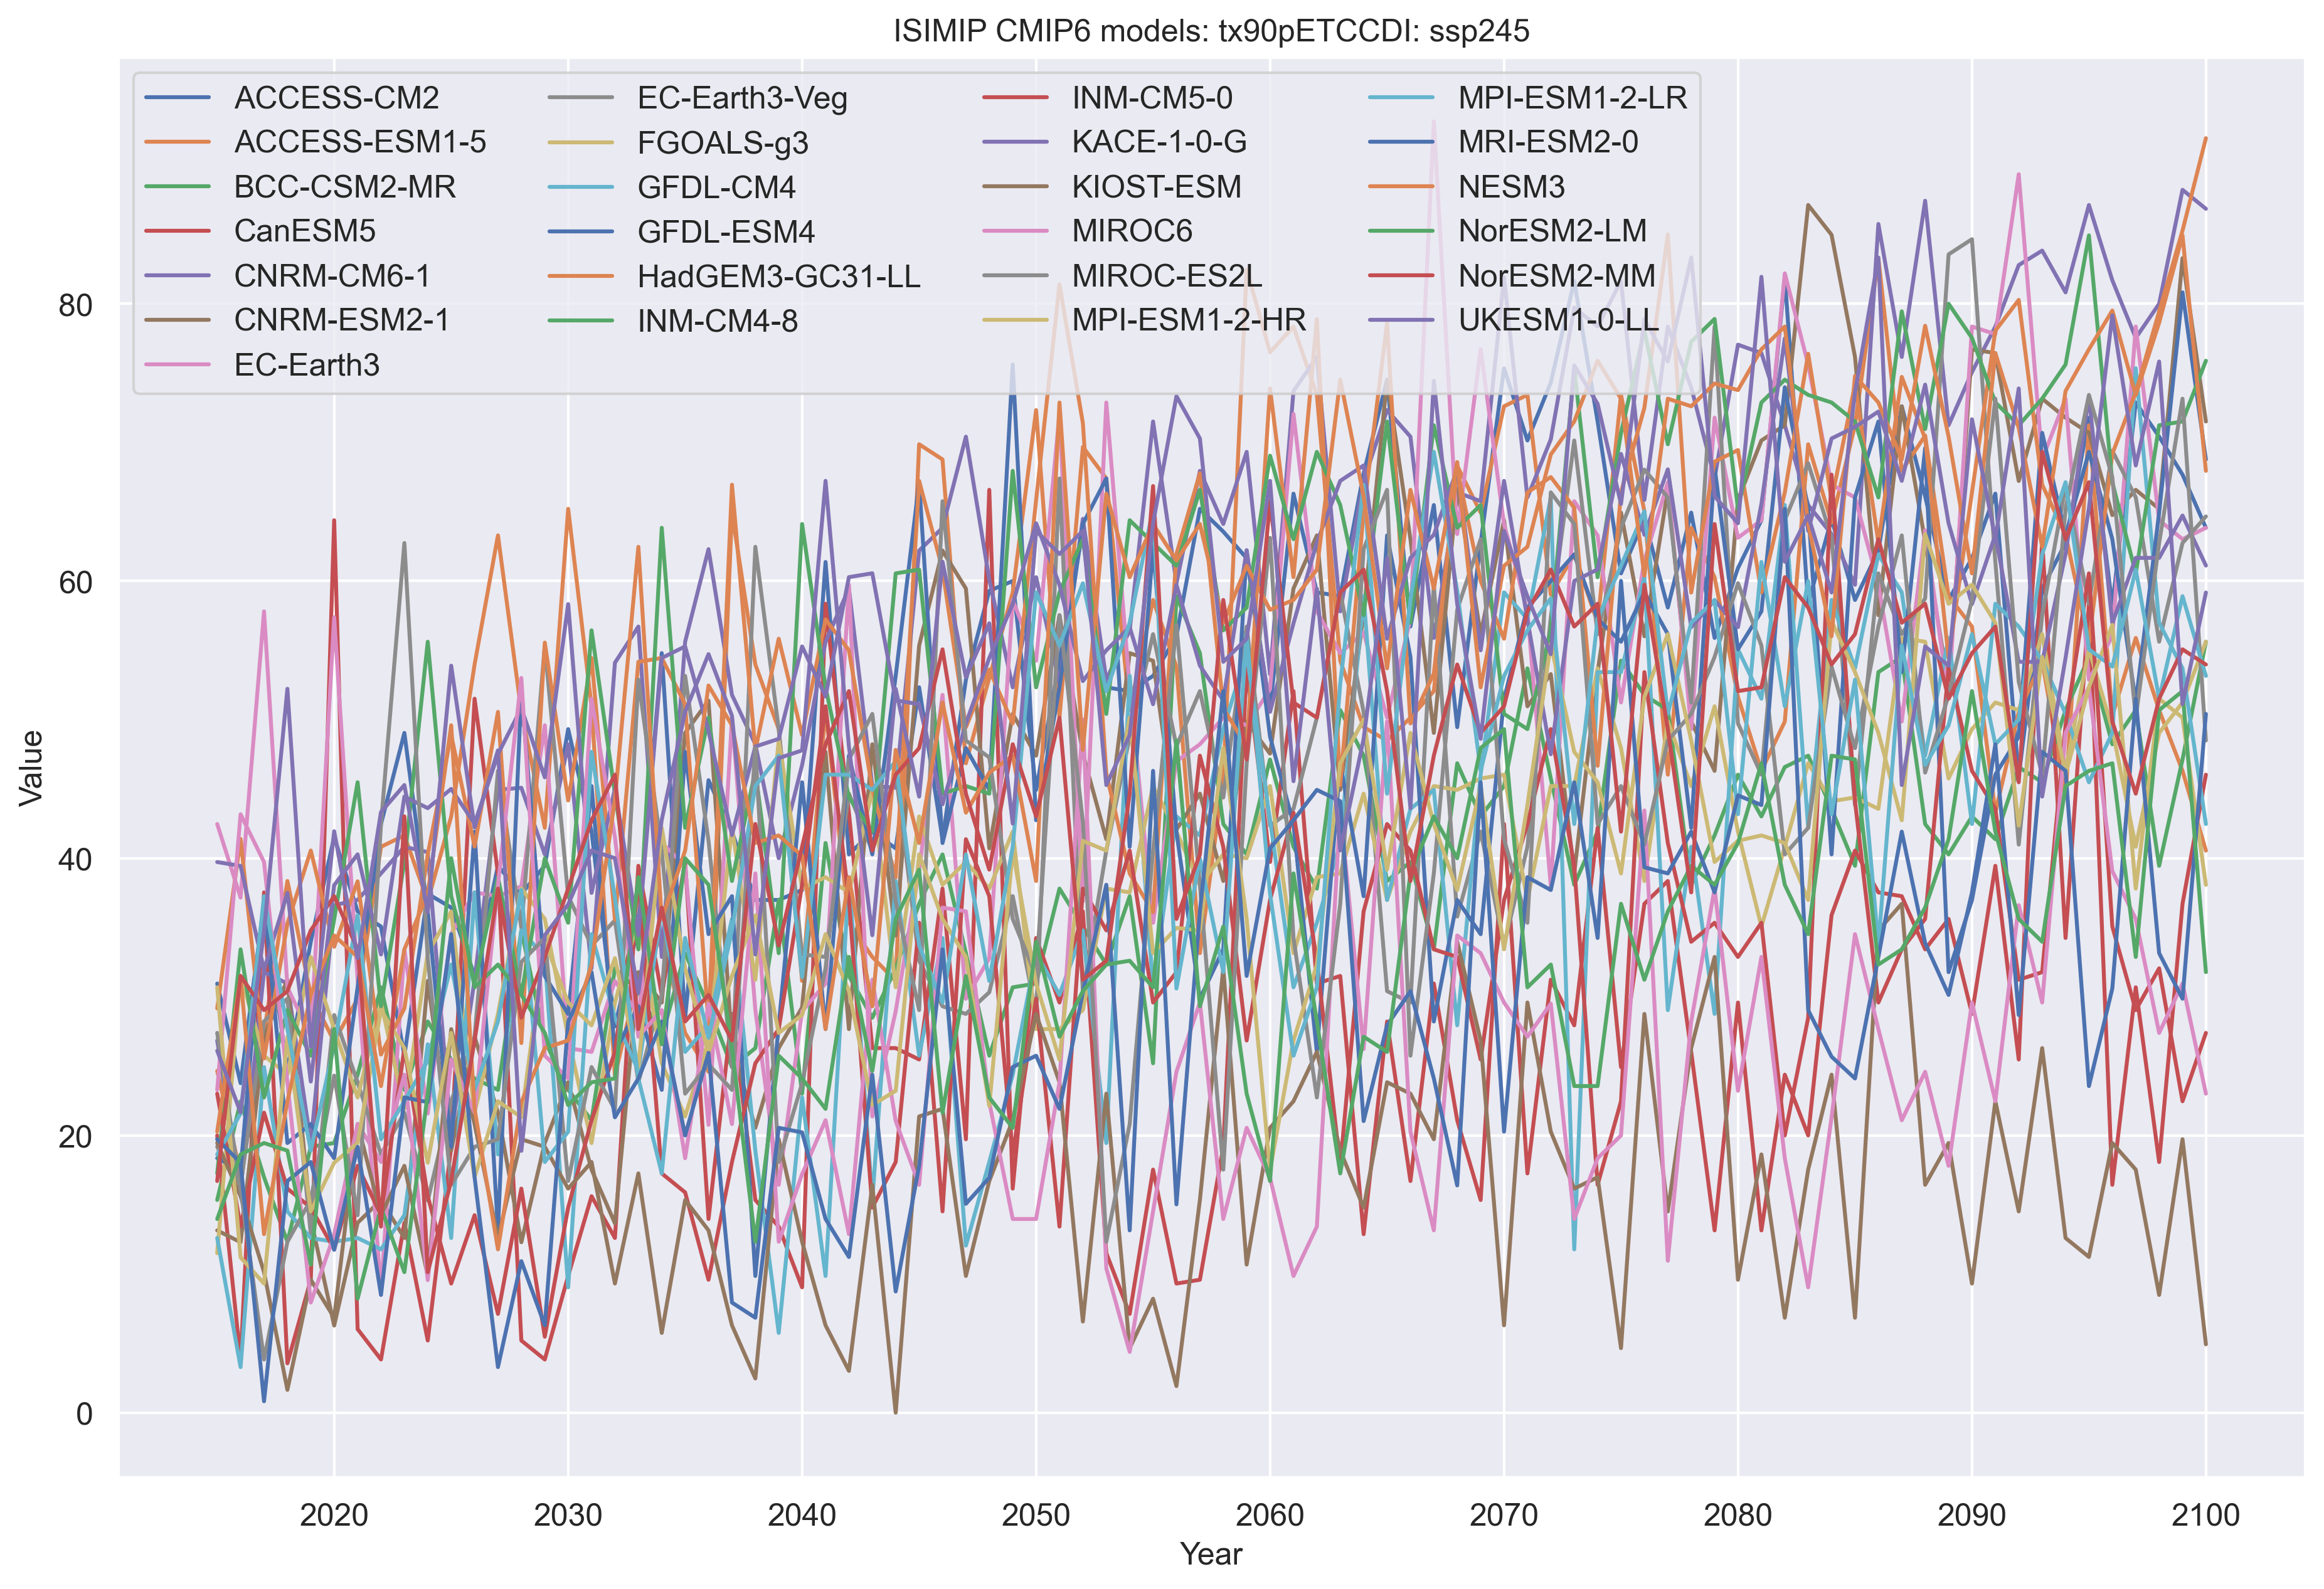 ISIMIP CMIP6 models: tx90pETCCDI: ssp245
ACCESS-CM2
ACCESS-ESM1-5
BCC-CSM2-MR
CanESM5
CNRM-CM6-1
CNRM-ESM2-1
EC-Earth3
EC-Earth3-Veg
FGOALS-g3
GFDL-CM4
GFDL-ESM4
HadGEM3-GC31-LL
INM-CM4-8
INM-CM5-0
KACE-1-0-G
KIOST-ESM
MIROC6
MIROC-ES2L
MPI-ESM1-2-HR
MPI-ESM1-2-LR
MRI-ESM2-0
NESM3
NorESM2-LM
NorESM2-MM
UKESM1-0-LL
Value
80
60
40
20
0
2020 2030 2040 2050 2060 2070 2080 2090 2100
Year